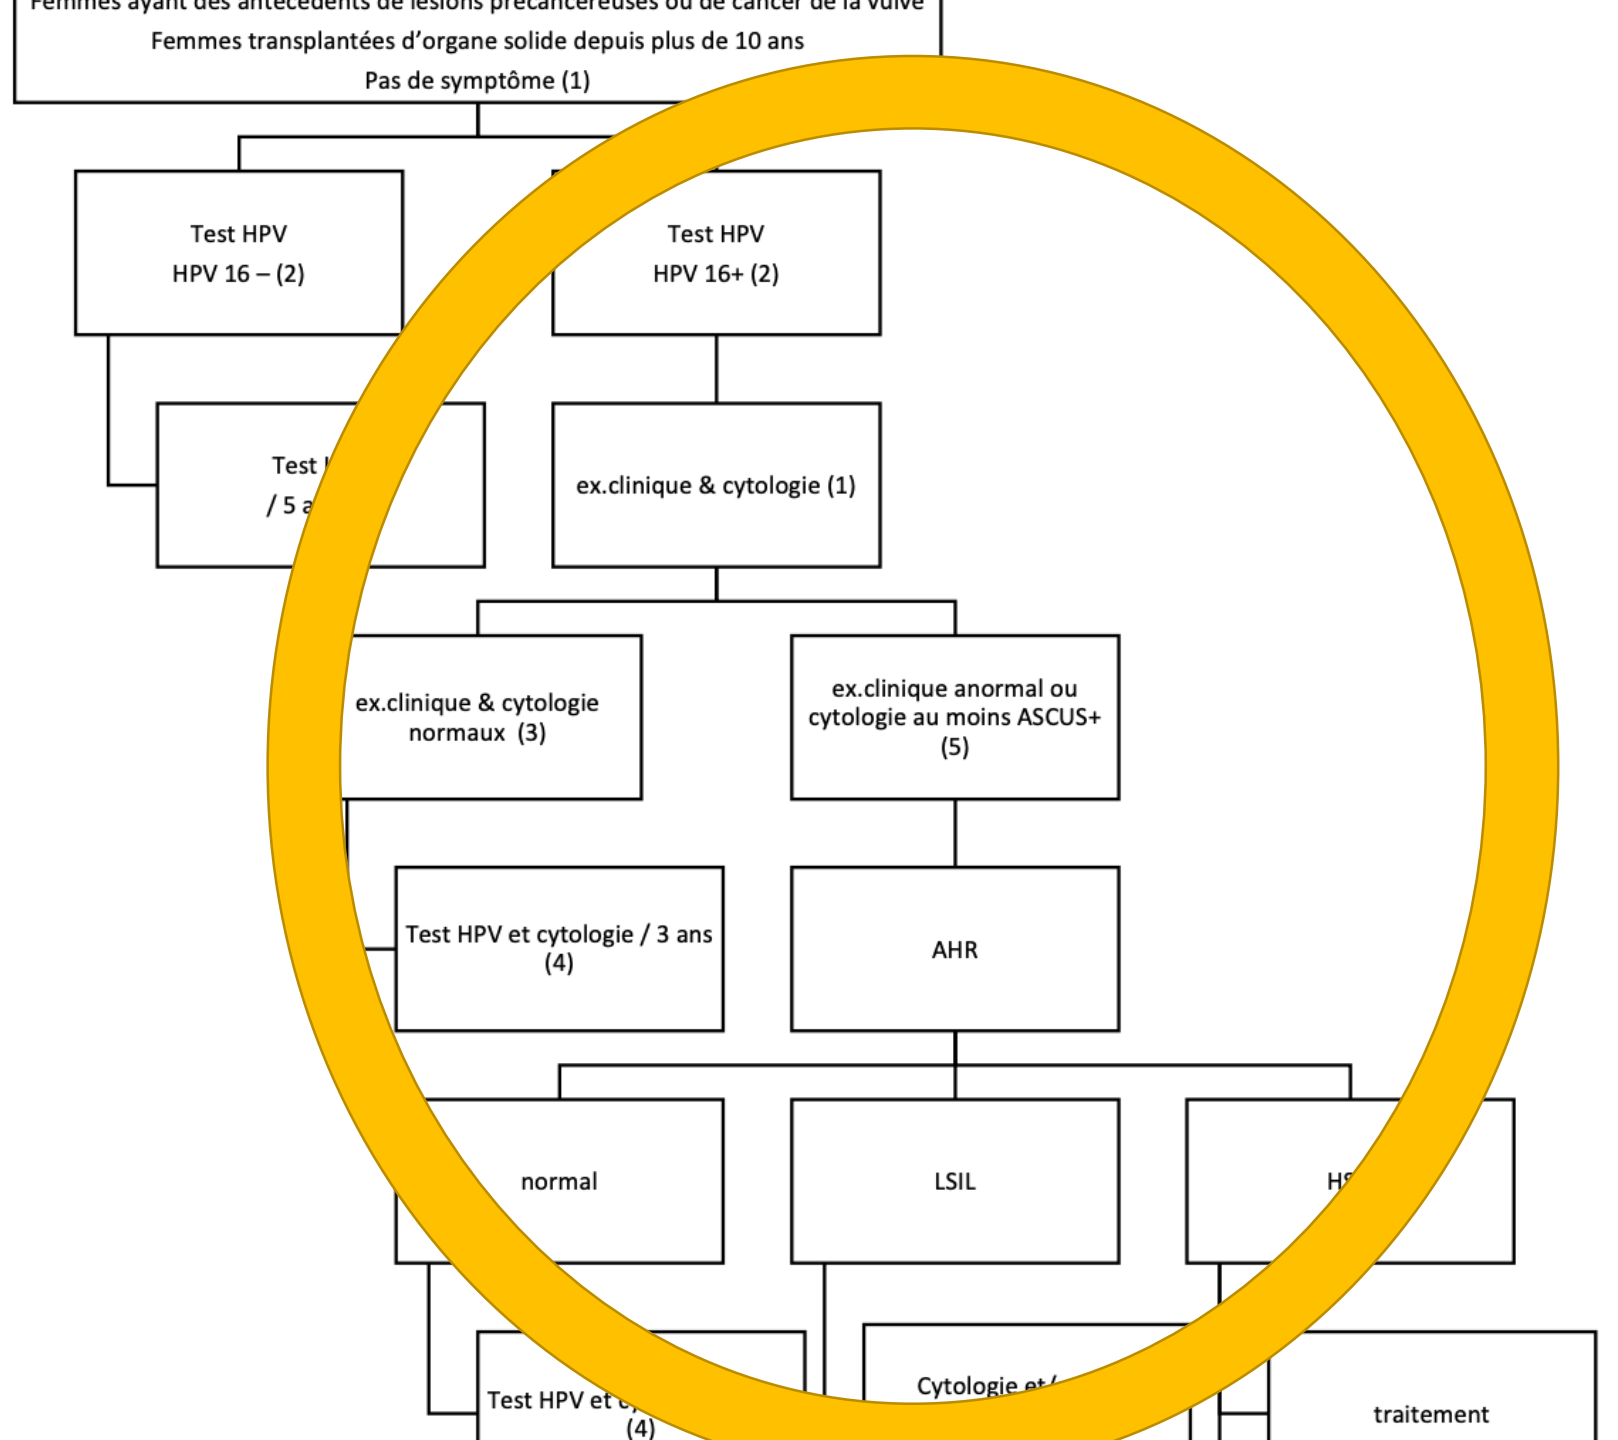 Femmes ayant des antécédents de lésions précancéreuses ou de cancer de la vulve
Femmes transplantées d’organe solide depuis plus de 10 ans
Pas de symptôme (1)
Test HPV
HPV 16 – (2)
Test HPV
HPV 16+ (2)
Test
/ 5
ex.clinique & cytologie (1)
ex.clinique & cytologie
normaux (3)
ex.clinique anormal ou
cytologie au moins ASCUS+
(5)
Test HPV et cytologie / 3 ans
(4)
AHR
normal
LSIL
Test HPV et
(4)
Cytologie et/
traitement